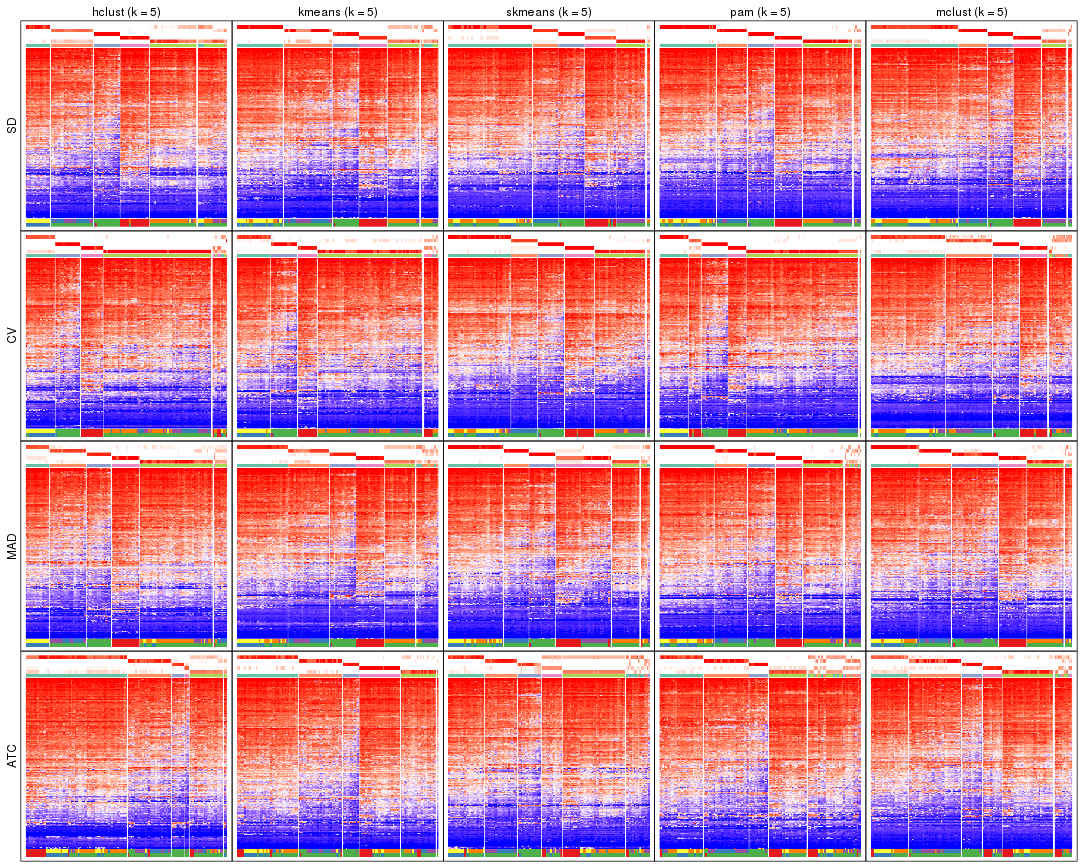 hclust (k = 5)
kmeans (k = 5)
skmeans (k = 5)
pam (k = 5)
mclust (k = 5)
SD
CV
MAD
ATC